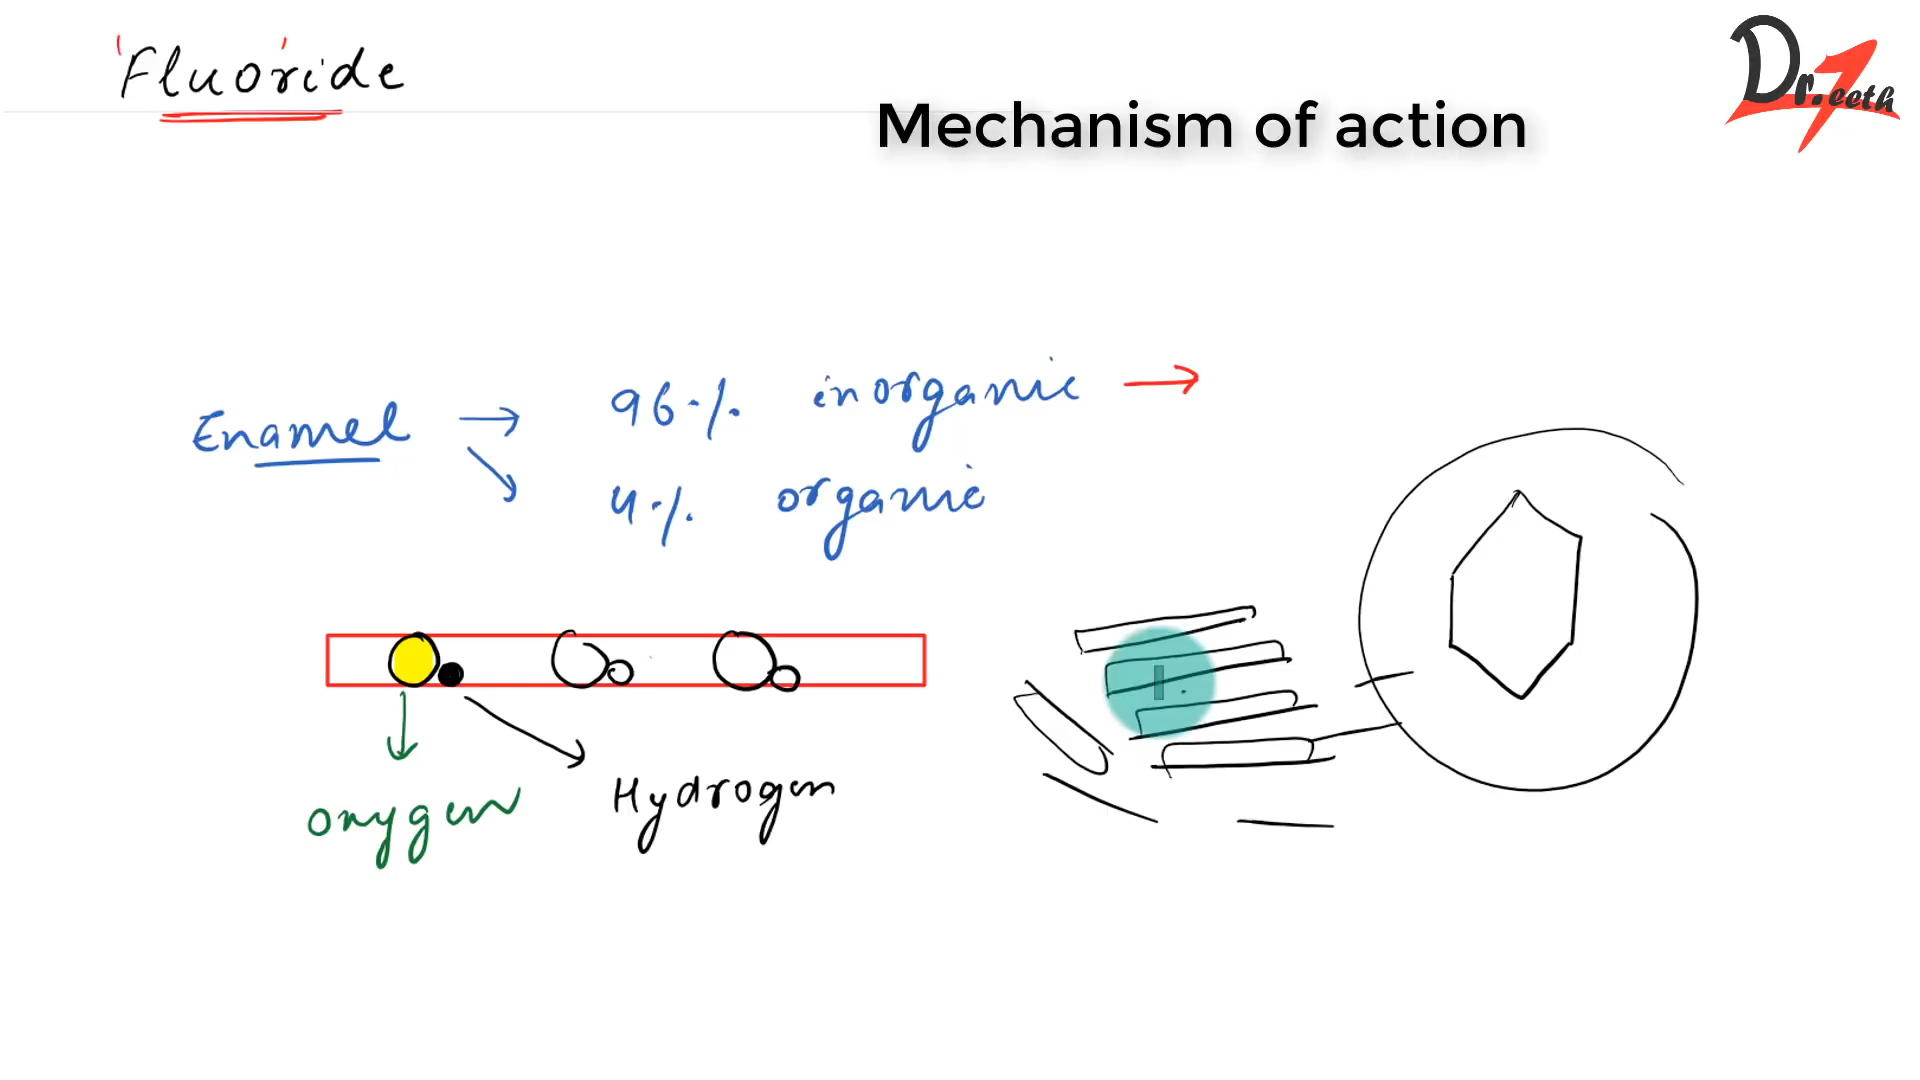 Fluoride
Dr. Teeth
Mechanism of action
Enamel → 96% inorganic →
4% organic
Oxygen
Hydrogen